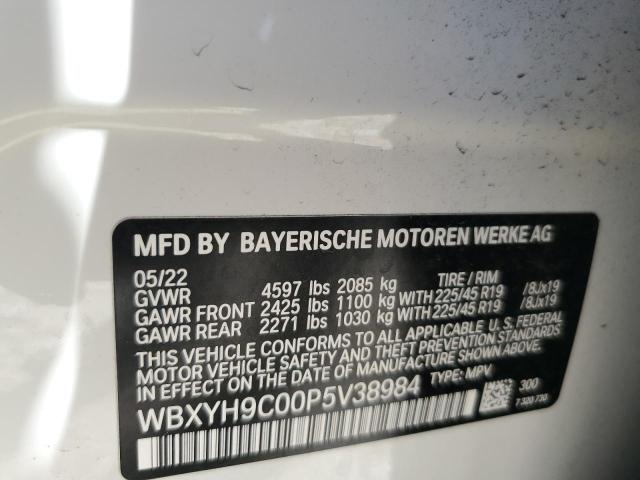 MFD BY BAYERISCHE MOTOREN WERKE AG
05/22 TIRE / RIM
GVWR 4597 lbs 2085 kg
GAWR FRONT 2425 lbs 1100 kg WITH 225/45 R19 /8Jx19
GAWR REAR 2271 lbs 1030 kg WITH 225/45 R19 /8Jx19
THIS VEHICLE CONFORMS TO ALL APPLICABLE U. S. FEDERAL
MOTOR VEHICLE SAFETY AND THEFT PREVENTION STANDARDS
IN EFFECT ON THE DATE OF MANUFACTURE SHOWN ABOVE.
WBXYH9C00P5V38984 TYPE: MPV
300
7 320 730